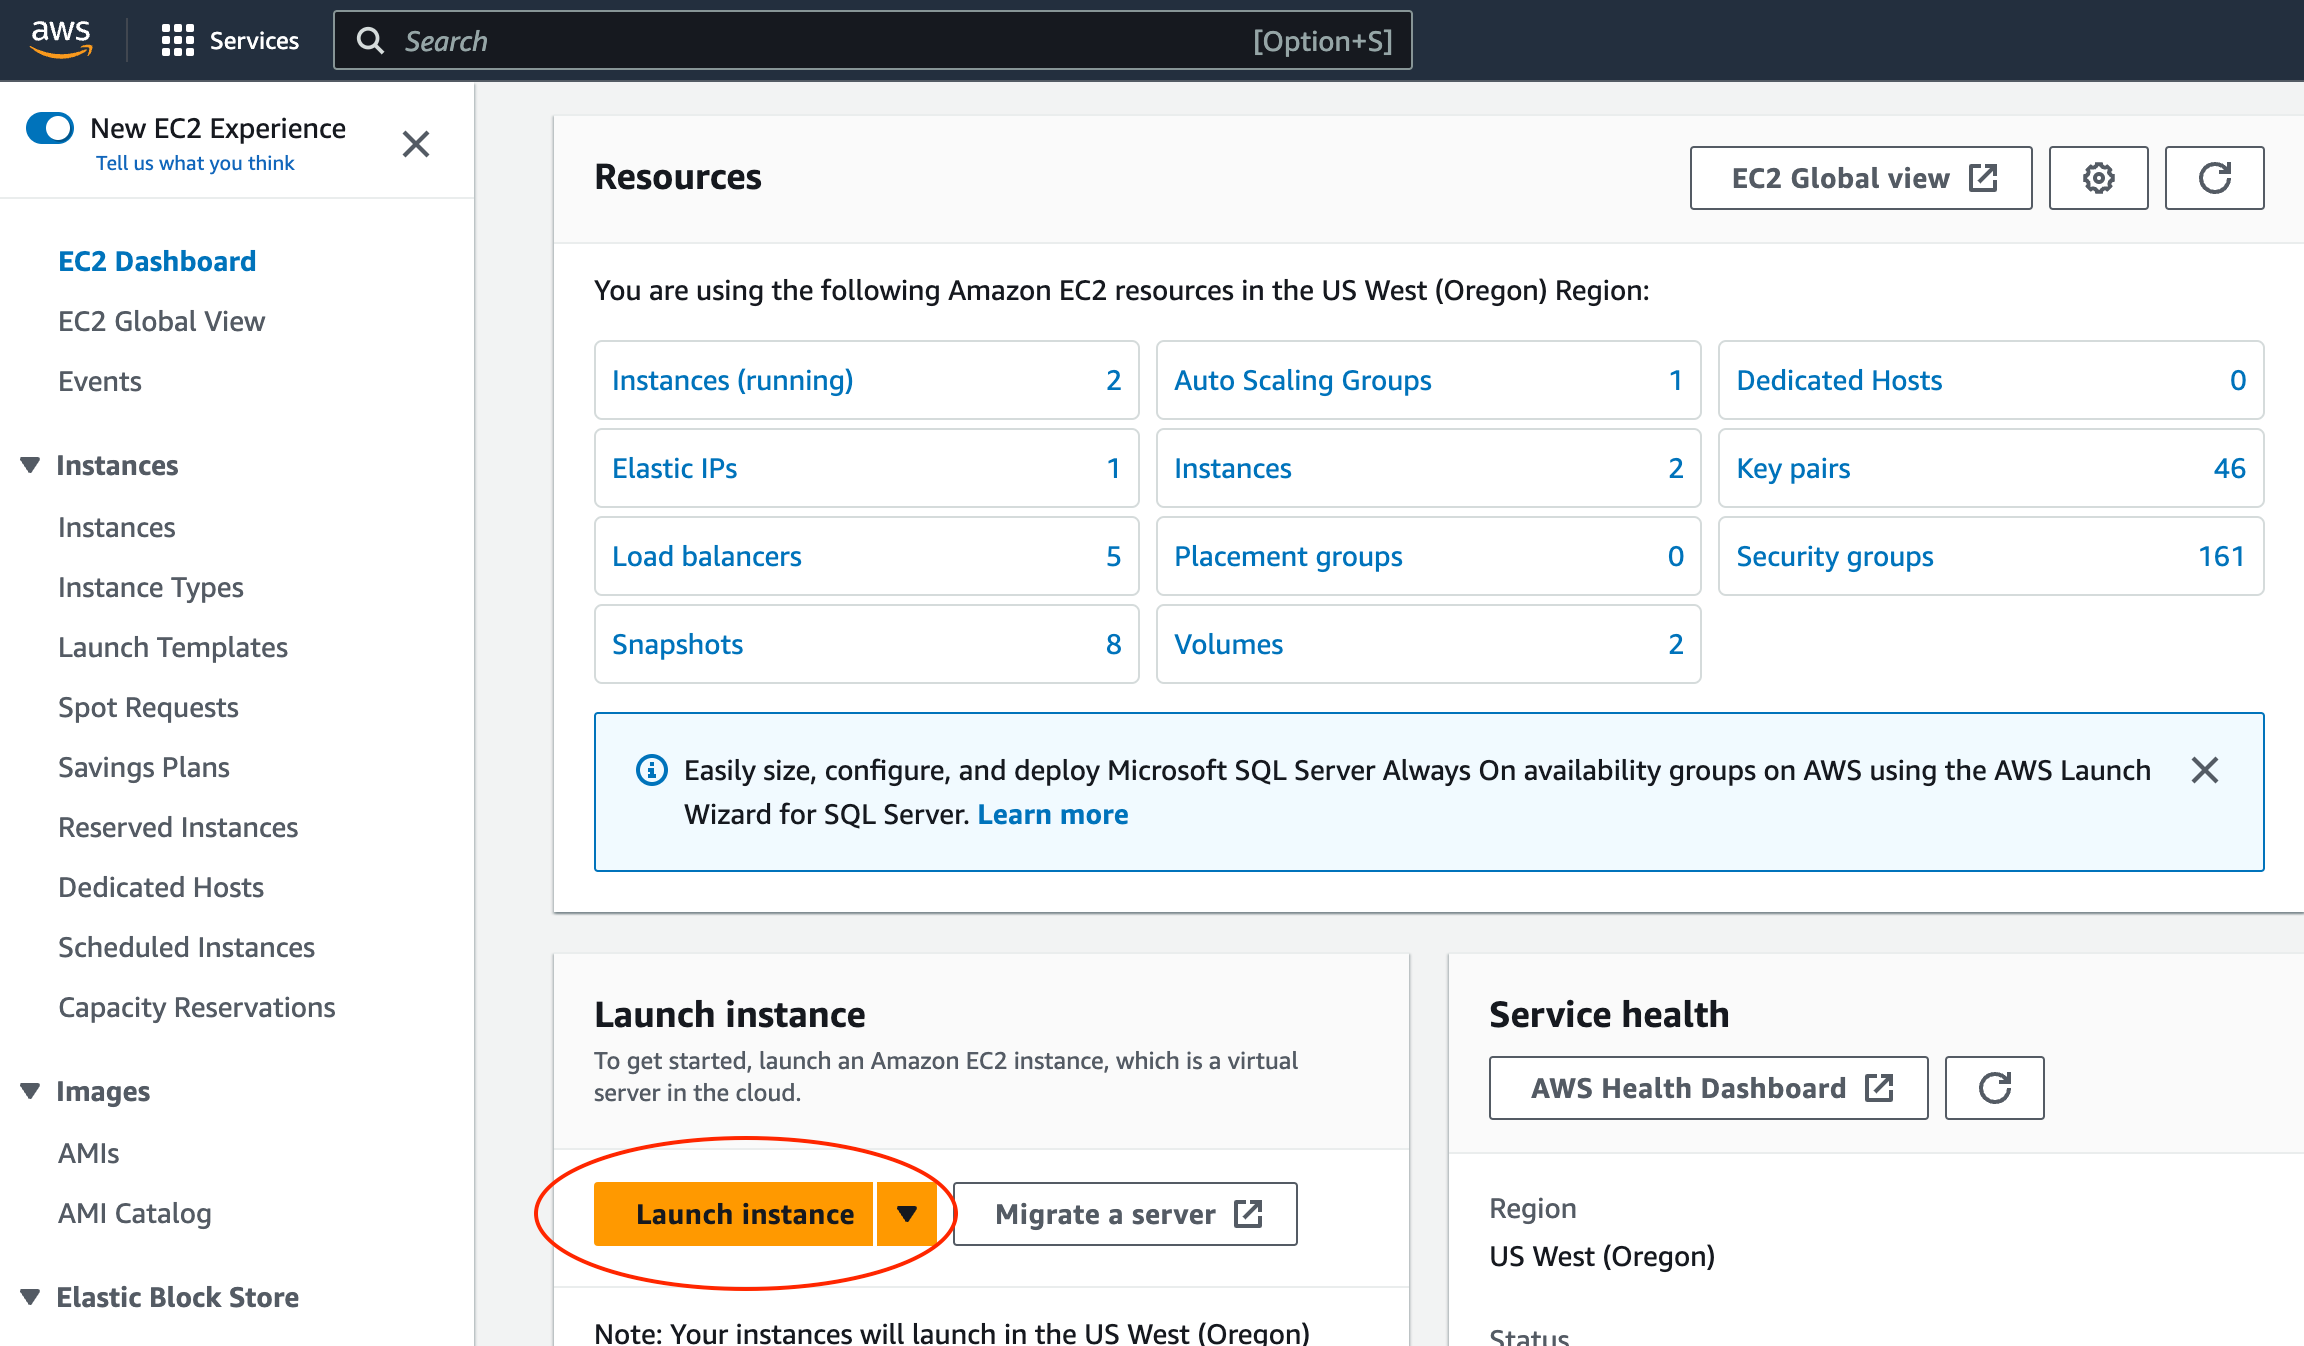 aws
Services
Search
[Option+S]
New EC2 Experience
Tell us what you think
EC2 Dashboard
EC2 Global View
Events
Instances
Instances
Instance Types
Launch Templates
Spot Requests
Savings Plans
Reserved Instances
Dedicated Hosts
Scheduled Instances
Capacity Reservations
Images
AMIs
AMI Catalog
Elastic Block Store
Resources
EC2 Global view
You are using the following Amazon EC2 resources in the US West (Oregon) Region:
Instances (running) 2
Auto Scaling Groups 1
Dedicated Hosts 0
Elastic IPs 1
Instances 2
Key pairs 46
Load balancers 5
Placement groups 0
Security groups 161
Snapshots 8
Volumes 2
Easily size, configure, and deploy Microsoft SQL Server Always On availability groups on AWS using the AWS Launch
Wizard for SQL Server. Learn more
Launch instance
To get started, launch an Amazon EC2 instance, which is a virtual
server in the cloud.
Launch instance
Migrate a server
Note: Your instances will launch in the US West (Oregon)
Service health
AWS Health Dashboard
Region
US West (Oregon)
Status